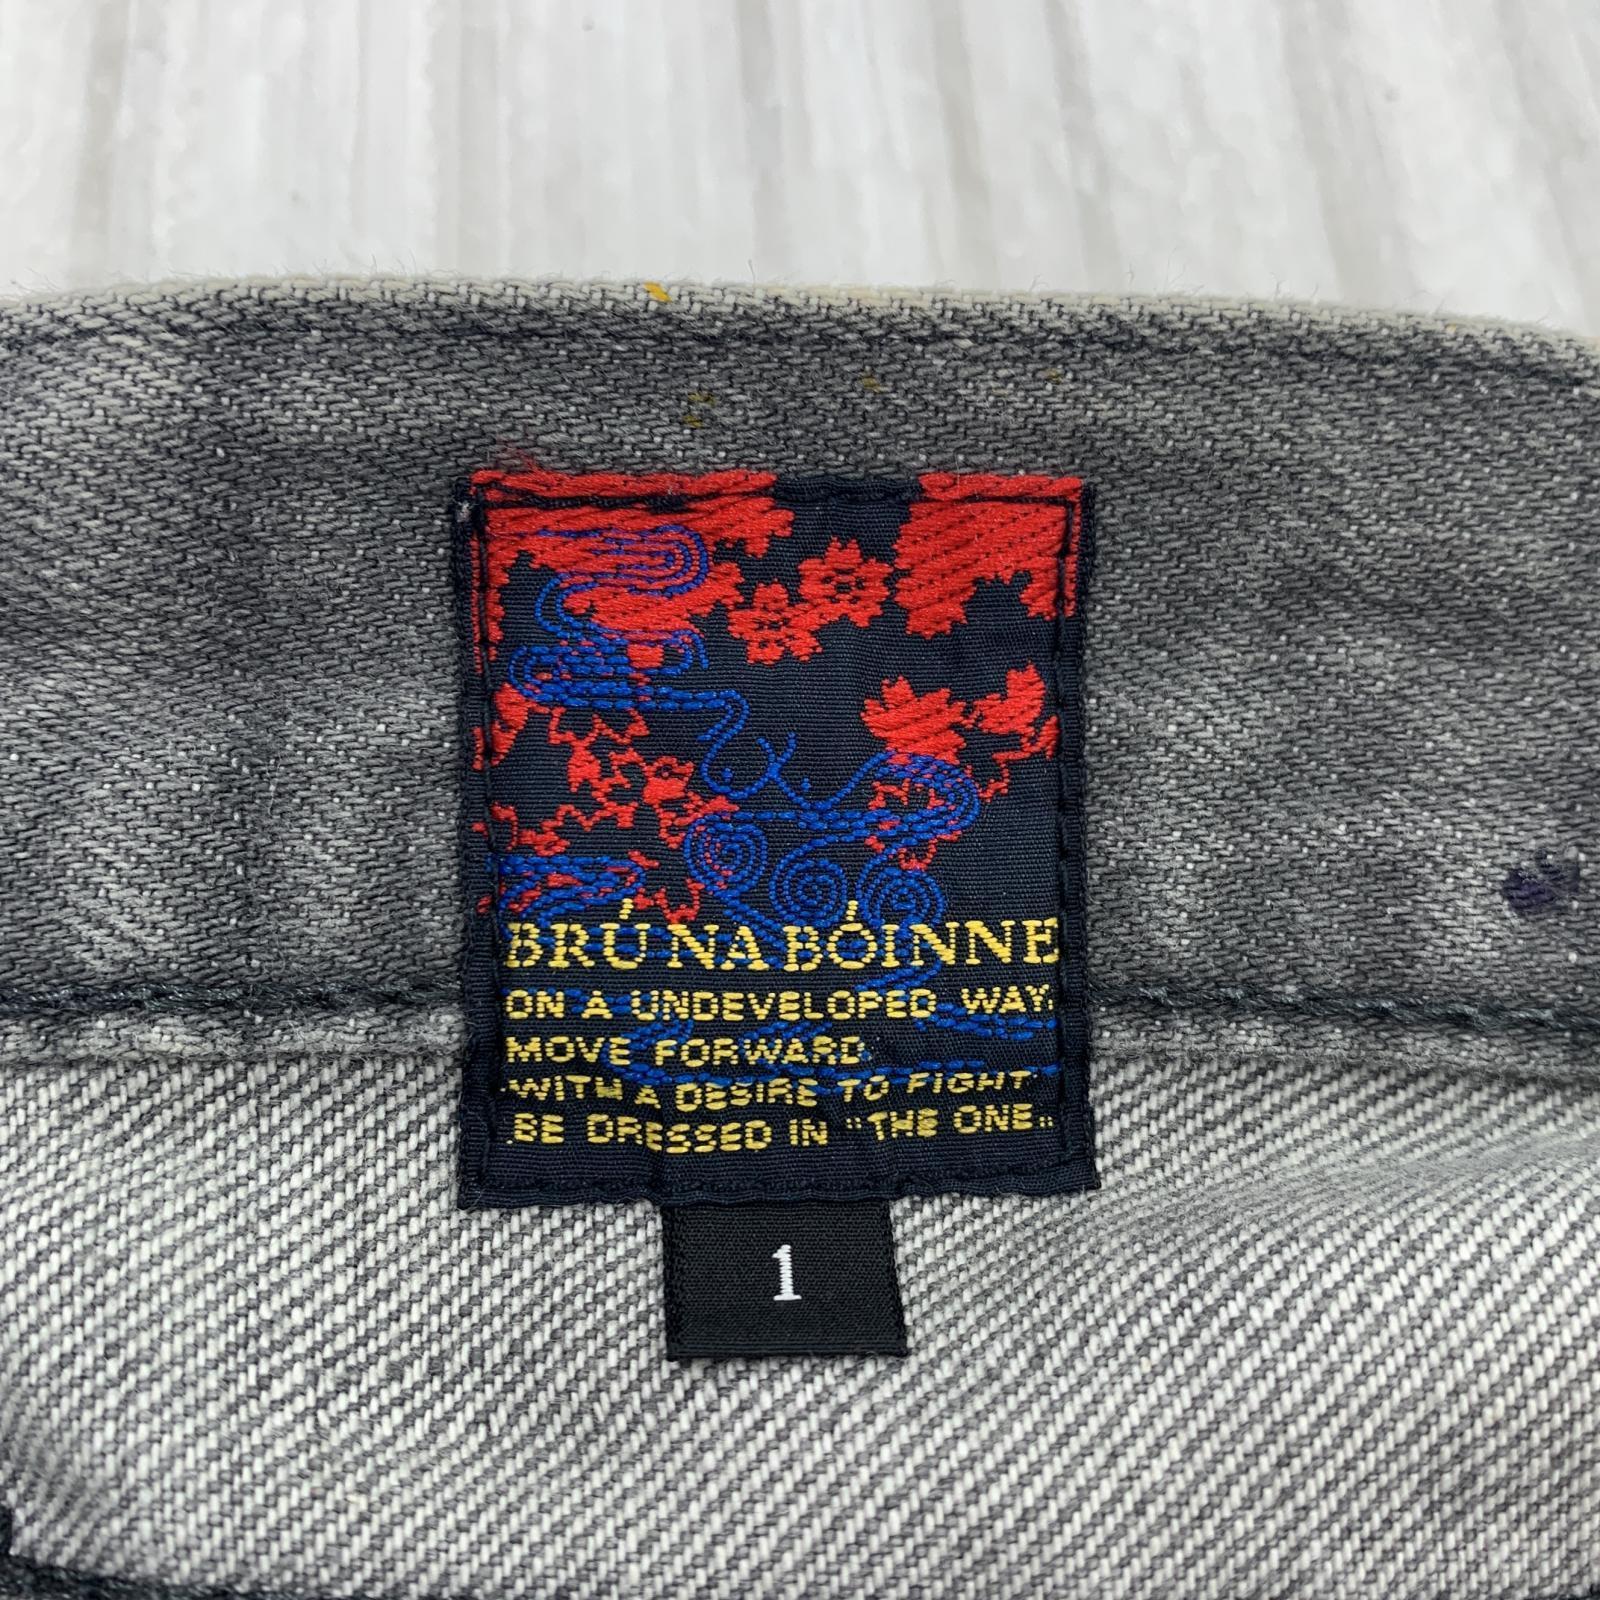 BRÚ NA BÓINNE
ON A UNDEVELOPED WAY.
MOVE FORWARD.
WITH A DESIRE TO FIGHT
BE DRESSED IN "THE ONE„
1